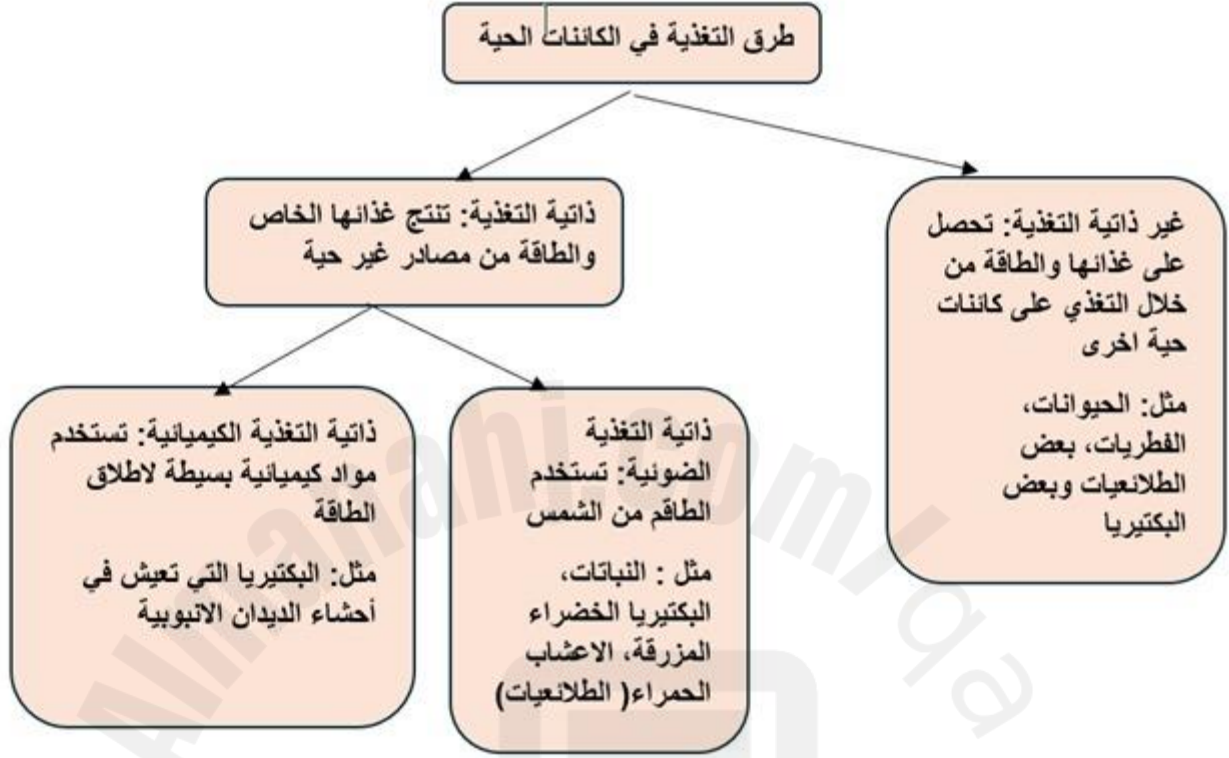 طرق التغذية في الكائنات الحية
غير ذاتية التغذية: تحصل
على غذائها والطاقة من
خلال التغذي على كائنات
حية اخرى
مثل: الحيوانات،
الفطريات، بعض
الطلائعيات وبعض
البكتيريا
ذاتية التغذية: تنتج غذائها الخاص
والطاقة من مصادر غير حية
ذاتية التغذية
الضوئية: تستخدم
الطاقم من الشمس
مثل : النباتات،
البكتيريا الخضراء
المزرقة، الاعشاب
الحمراء( الطلائعيات)
ذاتية التغذية الكيميائية: تستخدم
مواد كيميائية بسيطة لاطلاق
الطاقة
مثل: البكتيريا التي تعيش في
أحشاء الديدان الانبوبية
Almanahi.com/qa